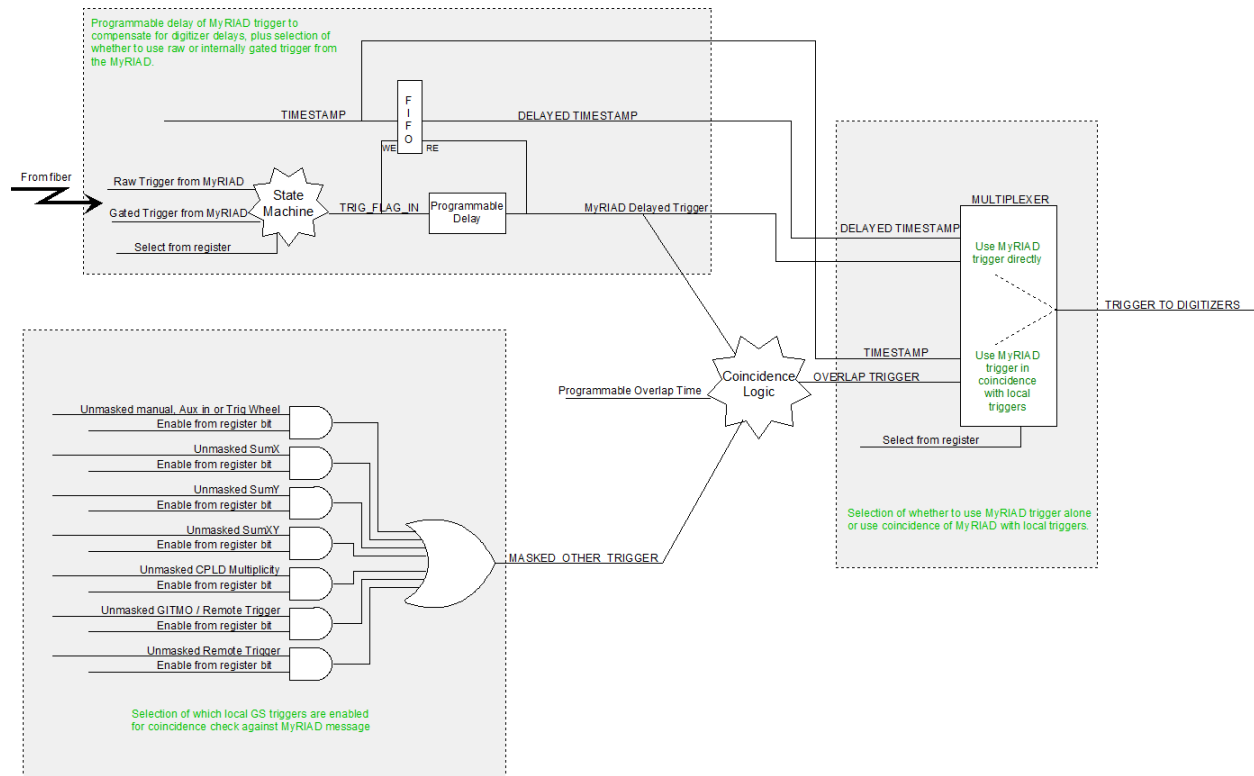 Programmable delay of MyRIAD trigger to
compensate for digitizer delays, plus selection of
whether to use raw or internally gated trigger from
the MyRIAD.
TIMESTAMP
F
I
F
O
DELAYED TIMESTAMP
WE
RE
From fiber
Raw Trigger from MyRIAD
Gated Trigger from MyRIAD
Select from register
State
Machine
TRIG_FLAG_IN
Programmable
Delay
MyRIAD Delayed Trigger
MULTIPLEXER
DELAYED TIMESTAMP
Use MyRIAD
trigger directly
TRIGGER TO DIGITIZERS
TIMESTAMP
OVERLAP TRIGGER
Use MyRIAD
trigger in
coincidence
with local
triggers
Select from register
Selection of whether to use MyRIAD trigger alone
or use coincidence of MyRIAD with local triggers.
Programmable Overlap Time
Coincidence
Logic
Unmasked manual, Aux in or Trig Wheel
Enable from register bit
Unmasked SumX
Enable from register bit
Unmasked SumY
Enable from register bit
Unmasked SumXY
Enable from register bit
Unmasked CPLD Multiplicity
Enable from register bit
Unmasked GITMO / Remote Trigger
Enable from register bit
Unmasked Remote Trigger
Enable from register bit
MASKED_OTHER_TRIGGER
Selection of which local GS triggers are enabled
for coincidence check against MyRIAD message